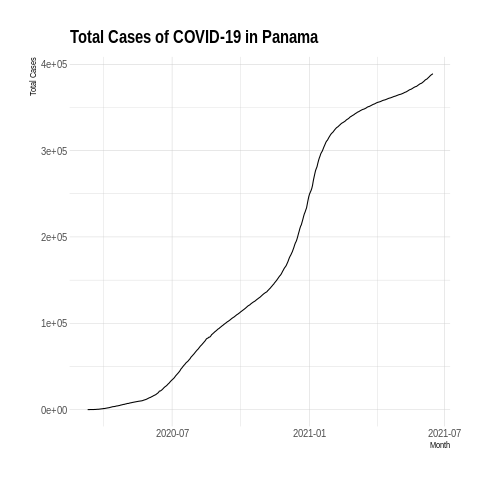 Total Cases of COVID-19 in Panama
Total Cases
4e+05
3e+05
2e+05
1e+05
0e+00
2020-07 2021-01 2021-07
Month